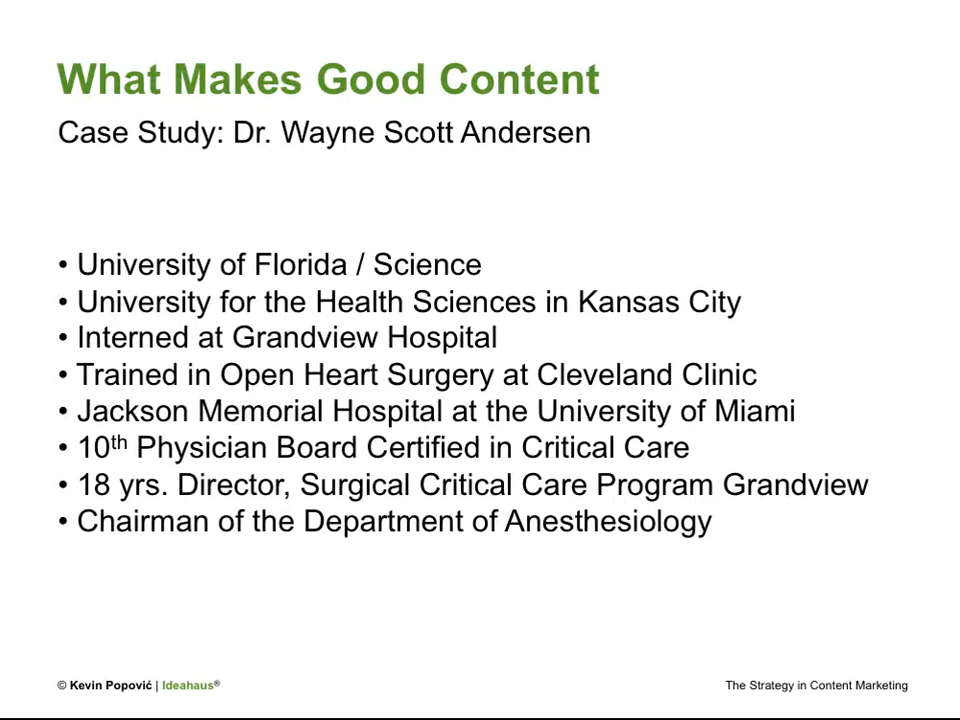 What Makes Good Content
Case Study: Dr. Wayne Scott Andersen
• University of Florida / Science
• University for the Health Sciences in Kansas City
• Interned at Grandview Hospital
• Trained in Open Heart Surgery at Cleveland Clinic
• Jackson Memorial Hospital at the University of Miami
• 10th Physician Board Certified in Critical Care
• 18 yrs. Director, Surgical Critical Care Program Grandview
• Chairman of the Department of Anesthesiology
© Kevin Popović | Ideahaus®
The Strategy in Content Marketing